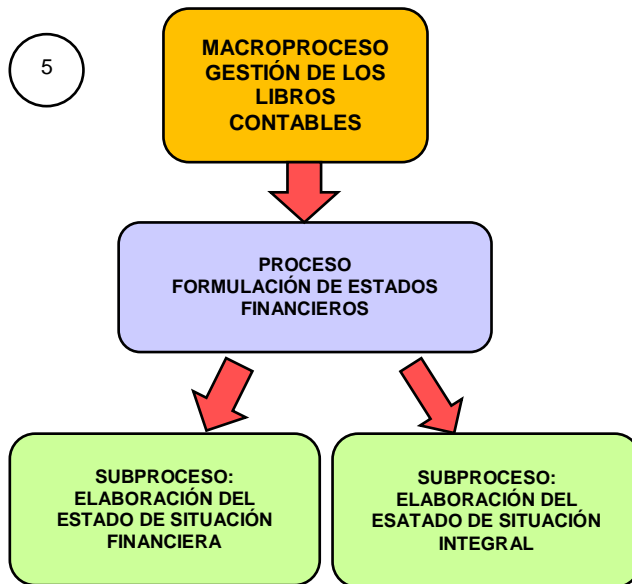 5
MACROPROCESO
GESTIÓN DE LOS
LIBROS
CONTABLES
PROCESO
FORMULACIÓN DE ESTADOS
FINANCIEROS
SUBPROCESO:
ELABORACIÓN DEL
ESTADO DE SITUACIÓN
FINANCIERA
SUBPROCESO:
ELABORACIÓN DEL
ESATADO DE SITUACIÓN
INTEGRAL